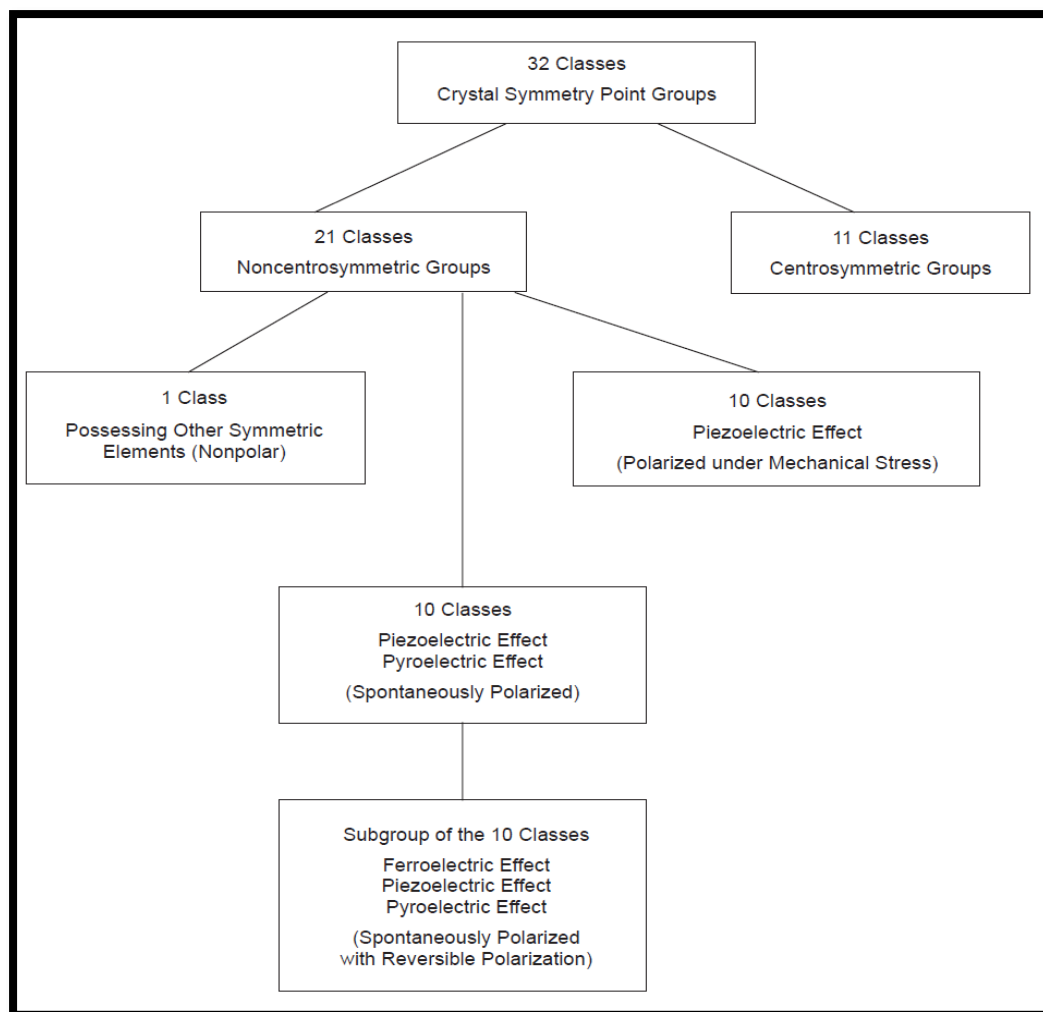 32 Classes
Crystal Symmetry Point Groups
21 Classes
Noncentrosymmetric Groups
11 Classes
Centrosymmetric Groups
1 Class
Possessing Other Symmetric
Elements (Nonpolar)
10 Classes
Piezoelectric Effect
(Polarized under Mechanical Stress)
10 Classes
Piezoelectric Effect
Pyroelectric Effect
(Spontaneously Polarized)
Subgroup of the 10 Classes
Ferroelectric Effect
Piezoelectric Effect
Pyroelectric Effect
(Spontaneously Polarized
with Reversible Polarization)